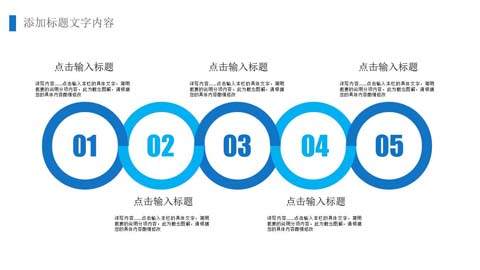 添加标题文字内容
点击输入标题
点击输入标题
点击输入标题
详写内容……点击输入本栏的具体文字，简明
扼要的说明分项内容，此为概念图解，请根据
您的具体内容酌情修改
详写内容……点击输入本栏的具体文字，简明
扼要的说明分项内容，此为概念图解，请根据
您的具体内容酌情修改
详写内容……点击输入本栏的具体文字，简明
扼要的说明分项内容，此为概念图解，请根据
您的具体内容酌情修改
01
02
03
04
05
点击输入标题
点击输入标题
详写内容……点击输入本栏的具体文字，简明
扼要的说明分项内容，此为概念图解，请根据
您的具体内容酌情修改
详写内容……点击输入本栏的具体文字，简明
扼要的说明分项内容，此为概念图解，请根据
您的具体内容酌情修改